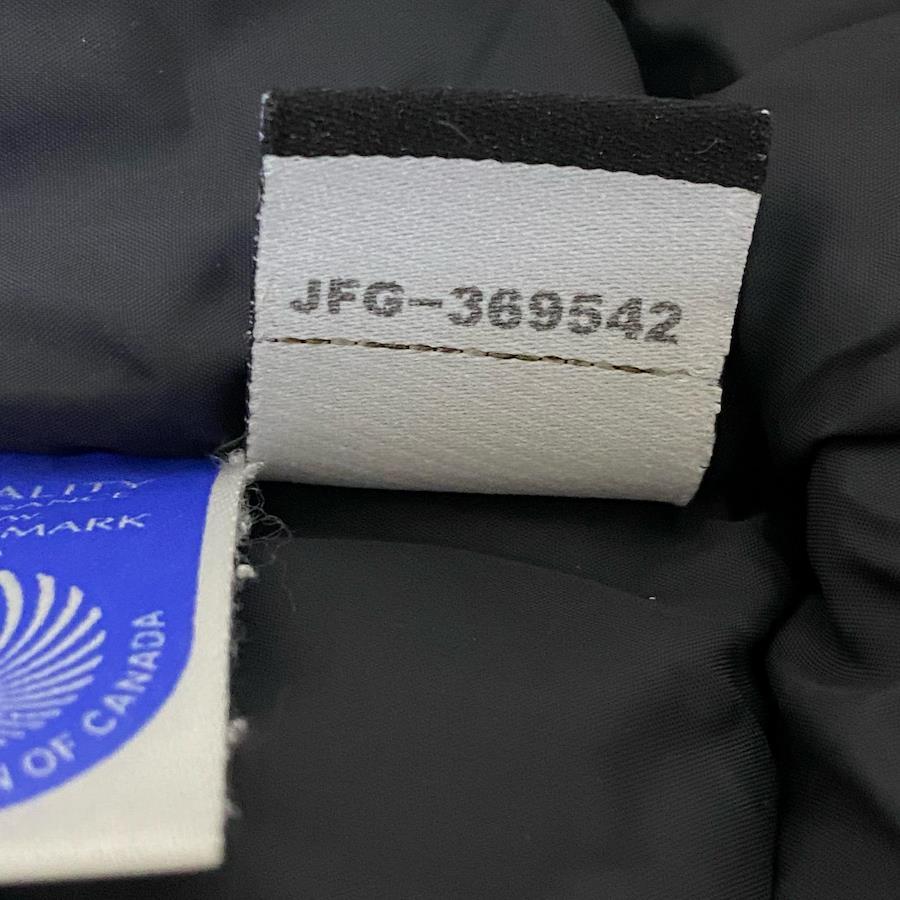 JFG-369542
ALITY
MARK
OF CANADA